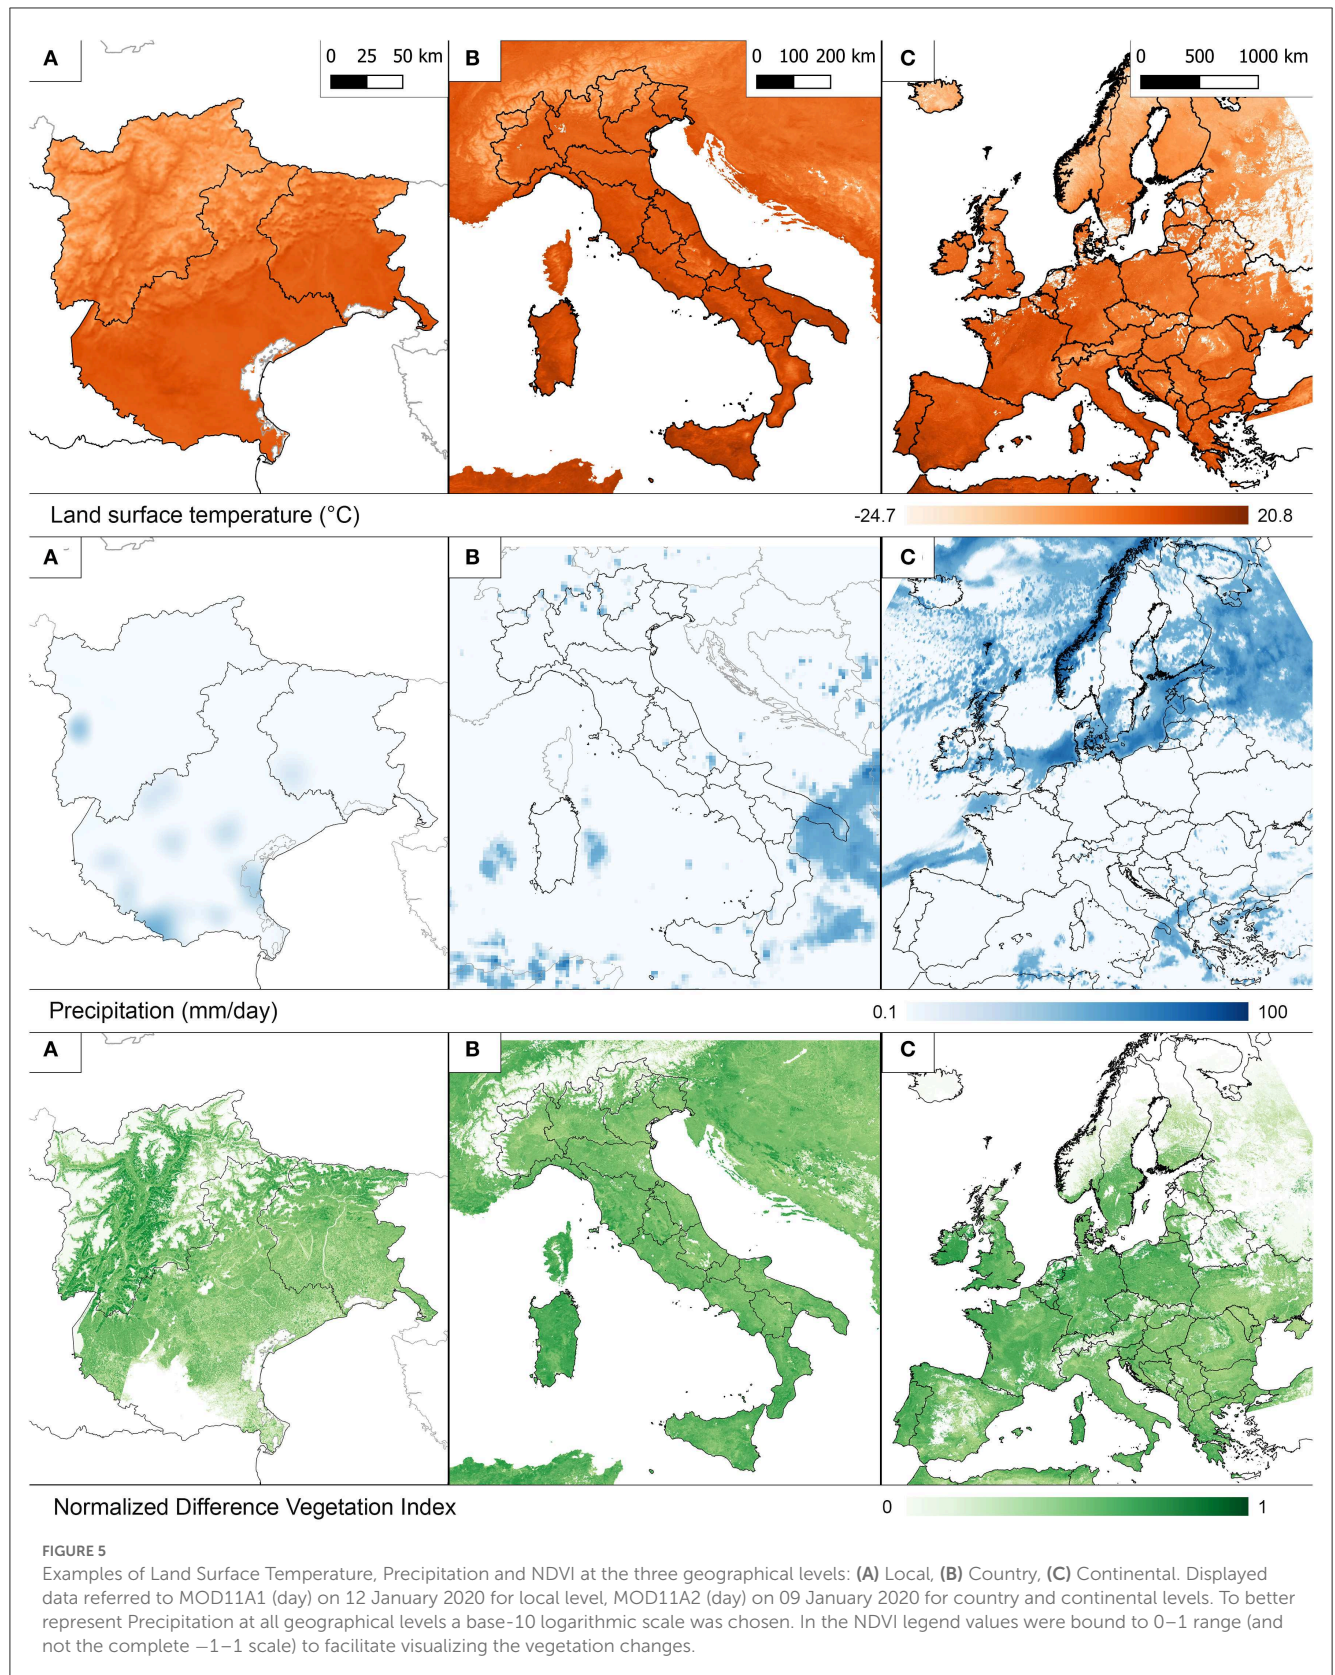 A
0 25 50 km
B
0 100 200 km
C
0 500 1000 km
Land surface temperature (°C)
-24.7 20.8
A
B
C
Precipitation (mm/day)
0.1 100
A
B
C
Normalized Difference Vegetation Index
0 1
FIGURE 5
Examples of Land Surface Temperature, Precipitation and NDVI at the three geographical levels: (A) Local, (B) Country, (C) Continental. Displayed
data referred to MOD11A1 (day) on 12 January 2020 for local level, MOD11A2 (day) on 09 January 2020 for country and continental levels. To better
represent Precipitation at all geographical levels a base-10 logarithmic scale was chosen. In the NDVI legend values were bound to 0–1 range (and
not the complete −1–1 scale) to facilitate visualizing the vegetation changes.